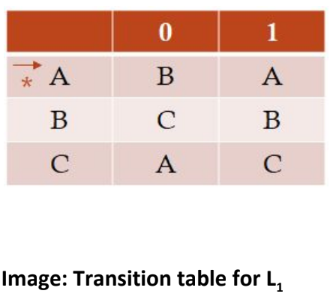 0 1
→ * A B A
B C B
C A C
Image: Transition table for L1